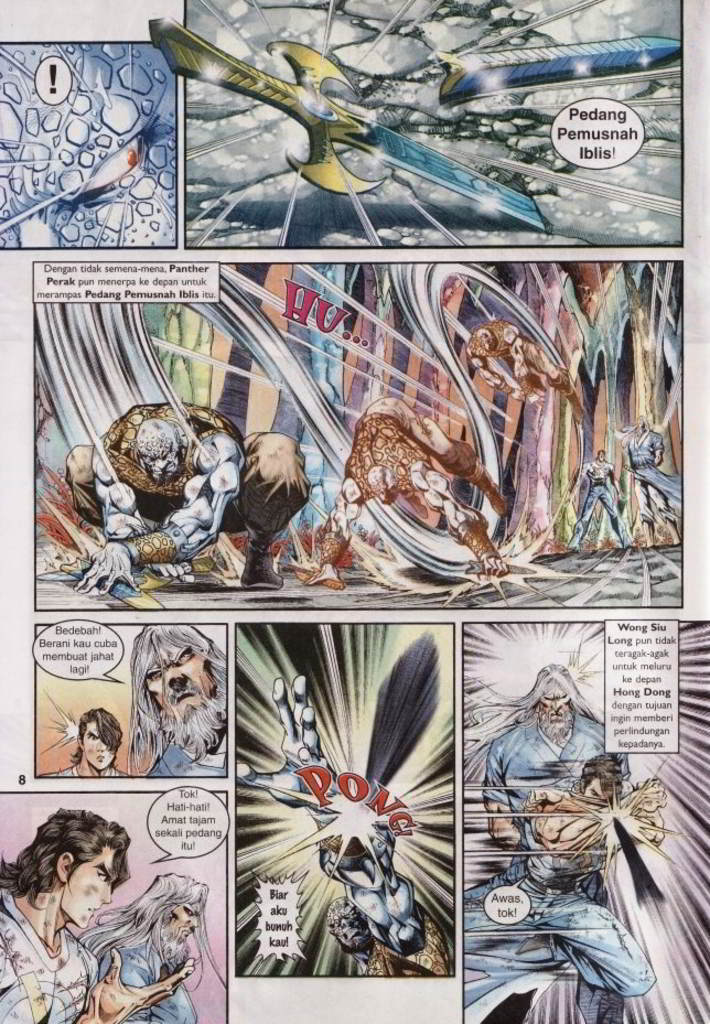 !
Pedang
Pemusnah
Iblis!
Dengan tidak semena-mena, Panther
Perak pun menerpa ke depan untuk
merampas Pedang Pemusnah Iblis itu.
HU...
Bedebah!
Berani kau cuba
membuat jahat
lagi!
PONG!
Biar
aku
bunuh
kau!
Wong Siu
Long pun tidak
teragak-agak
untuk meluru
ke depan
Hong Dong
dengan tujuan
ingin memberi
perlindungan
kepadanya.
Awas,
tok!
8
Tok!
Hati-hati!
Amat tajam
sekali pedang
itu!